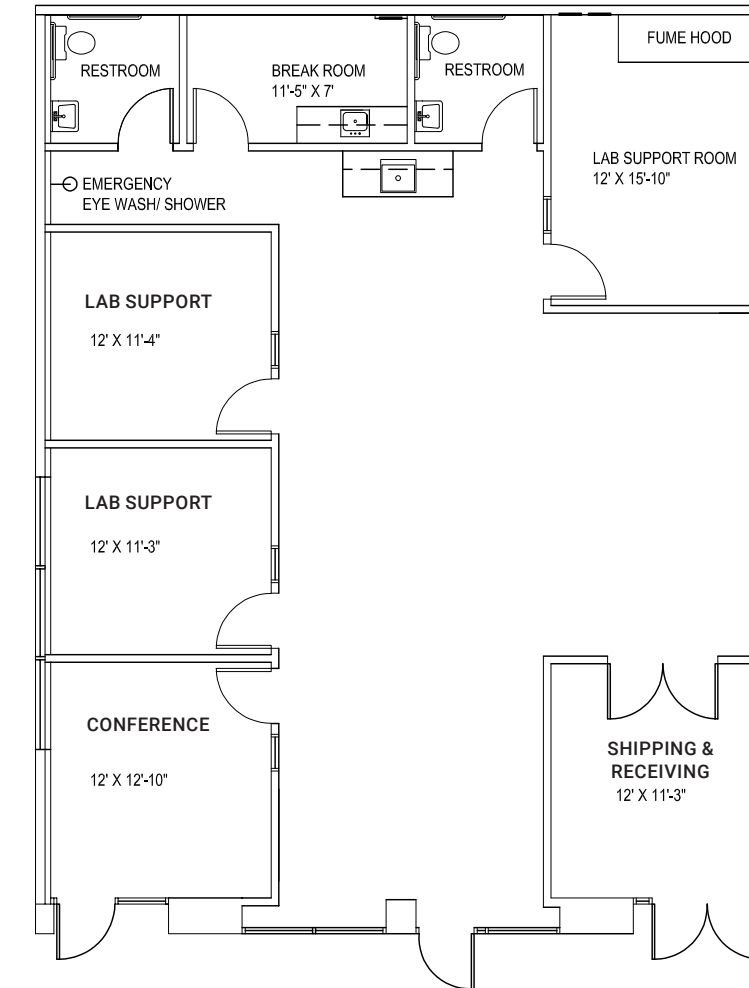 RESTROOM
BREAK ROOM
11'-5" X 7'
RESTROOM
FUME HOOD
LAB SUPPORT ROOM
12' X 15'-10"
EMERGENCY
EYE WASH/ SHOWER
LAB SUPPORT
12' X 11'-4"
LAB SUPPORT
12' X 11'-3"
CONFERENCE
12' X 12'-10"
SHIPPING &
RECEIVING
12' X 11'-3"